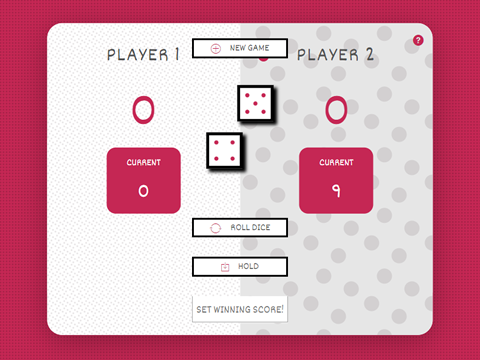 NEW GAME
?
PLAYER 1
PLAYER 2
0
0
CURRENT
0
CURRENT
9
ROLL DICE
HOLD
SET WINNING SCORE!